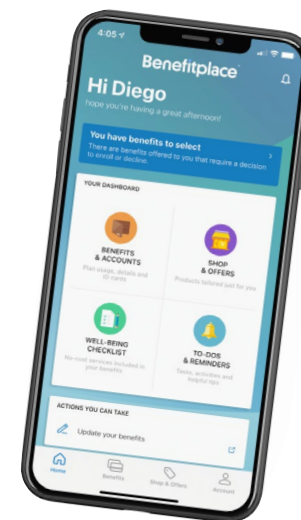 4:05
Benefitplace
Hi Diego
hope you're having a great afternoon!
You have benefits to select
There are benefits offered to you that require a decision
to enroll or decline.
YOUR DASHBOARD
BENEFITS
& ACCOUNTS
Plan usage, details and
ID cards
SHOP
& OFFERS
Products tailored just for you
WELL-BEING
CHECKLIST
No-cost services included in
your benefits
TO-DOS
& REMINDERS
Tasks, activities and
helpful tips
ACTIONS YOU CAN TAKE
Update your benefits
Home
Benefits
Shop & Offers
Account